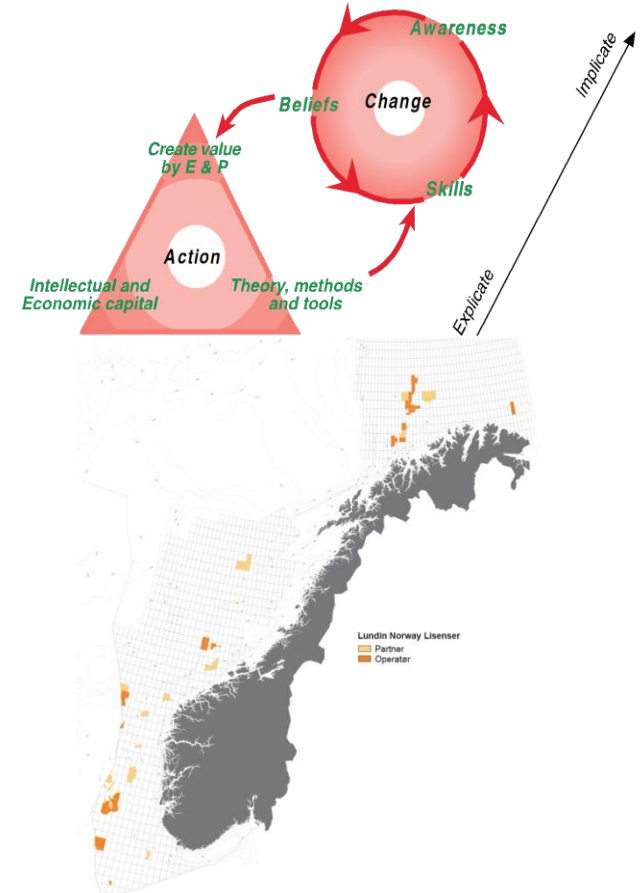 Awareness
Implicate
Beliefs
Change
Create value
by E & P
Skills
Action
Intellectual and
Economic capital
Theory, methods
and tools
Explicate
Lundin Norway Lisenser
Partner
Operatør